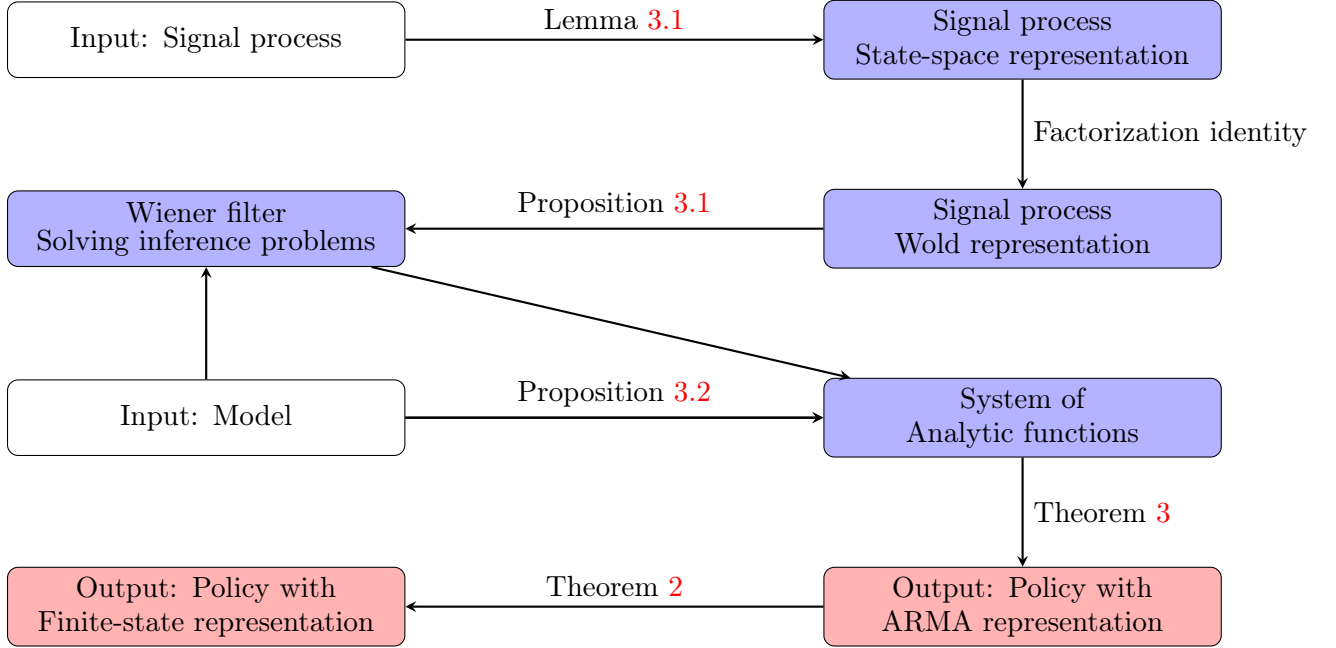 Input: Signal process
Lemma 3.1
Signal process
State-space representation
Factorization identity
Wiener filter
Solving inference problems
Proposition 3.1
Signal process
Wold representation
Input: Model
Proposition 3.2
System of
Analytic functions
Theorem 3
Output: Policy with
Finite-state representation
Theorem 2
Output: Policy with
ARMA representation